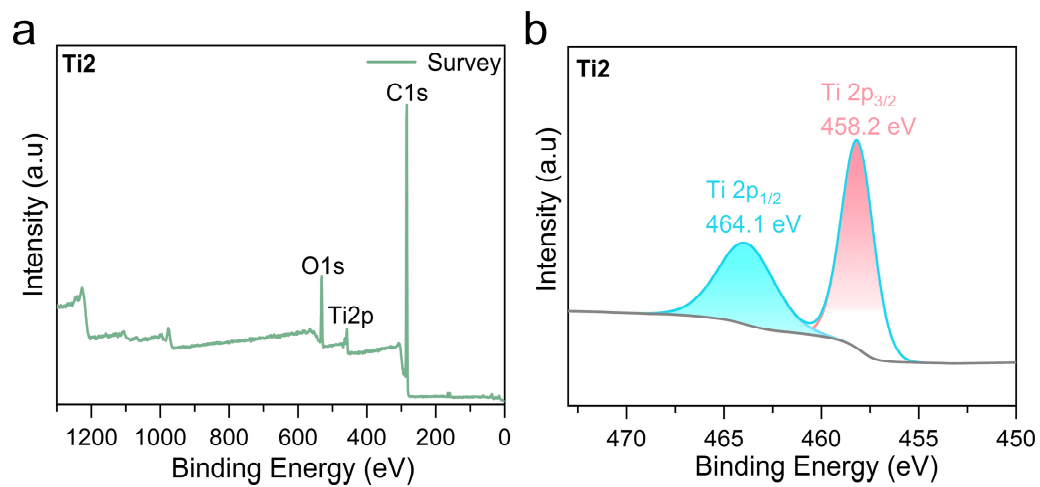 a
Ti2
Survey
C1s
O1s
Ti2p
Intensity (a.u)
1200 1000 800 600 400 200 0
Binding Energy (eV)
b
Ti2
Ti 2p3/2
458.2 eV
Ti 2p1/2
464.1 eV
Intensity (a.u)
470 465 460 455 450
Binding Energy (eV)